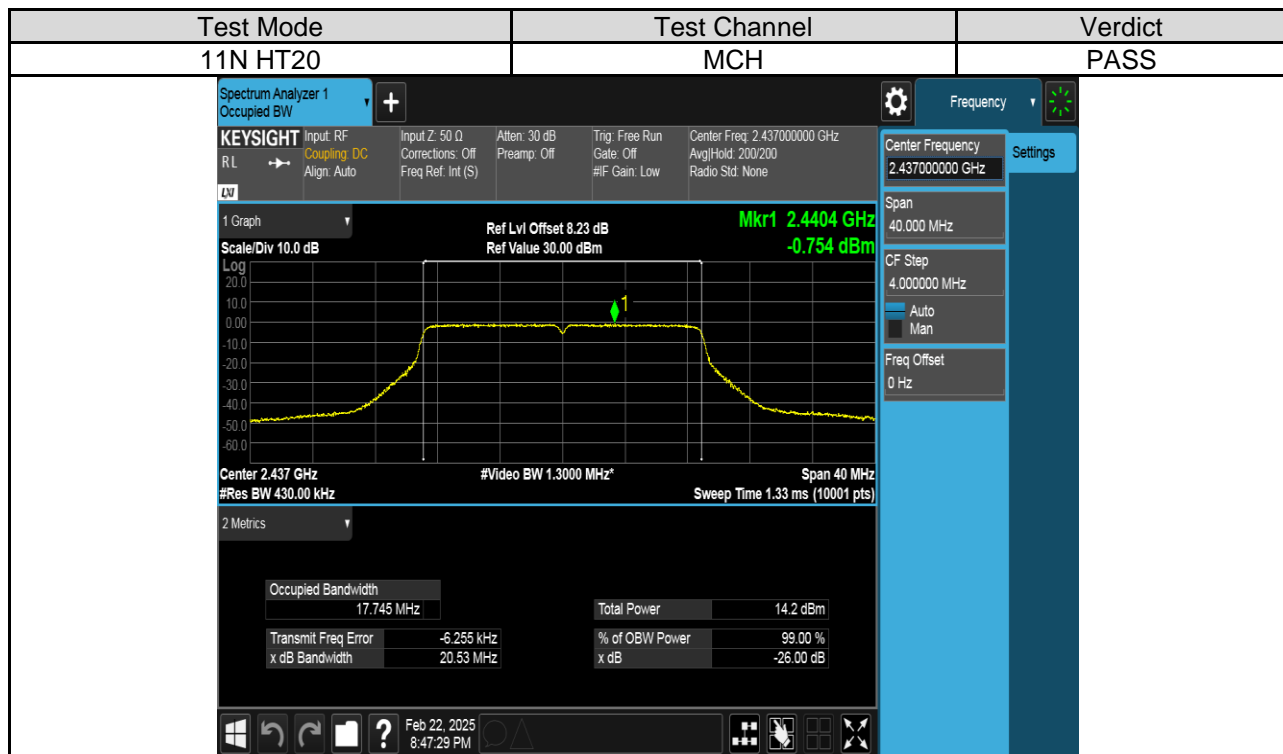 Test Mode Test Channel Verdict
11N HT20 MCH PASS
Spectrum Analyzer 1
Occupied BW
+
Frequency
KEYSIGHT Input: RF Input Z: 50 Ω Atten: 30 dB Trig: Free Run Center Freq: 2.437000000 GHz
RL Coupling: DC Corrections: Off Preamp: Off Gate: Off Avg|Hold: 200/200
Align: Auto Freq Ref: Int (S) #IF Gain: Low Radio Std: None
LXI
Center Frequency
2.437000000 GHz
Settings
Span
40.000 MHz
CF Step
4.000000 MHz
Auto
Man
Freq Offset
0 Hz
1 Graph
Ref Lvl Offset 8.23 dB
Mkr1 2.4404 GHz
Scale/Div 10.0 dB Ref Value 30.00 dBm -0.754 dBm
Log
20.0
10.0
1
0.00
-10.0
-20.0
-30.0
-40.0
-50.0
-60.0
Center 2.437 GHz #Video BW 1.3000 MHz* Span 40 MHz
#Res BW 430.00 kHz Sweep Time 1.33 ms (10001 pts)
2 Metrics
Occupied Bandwidth
17.745 MHz
Total Power 14.2 dBm
Transmit Freq Error -6.255 kHz % of OBW Power 99.00 %
x dB Bandwidth 20.53 MHz x dB -26.00 dB
? Feb 22, 2025
8:47:29 PM